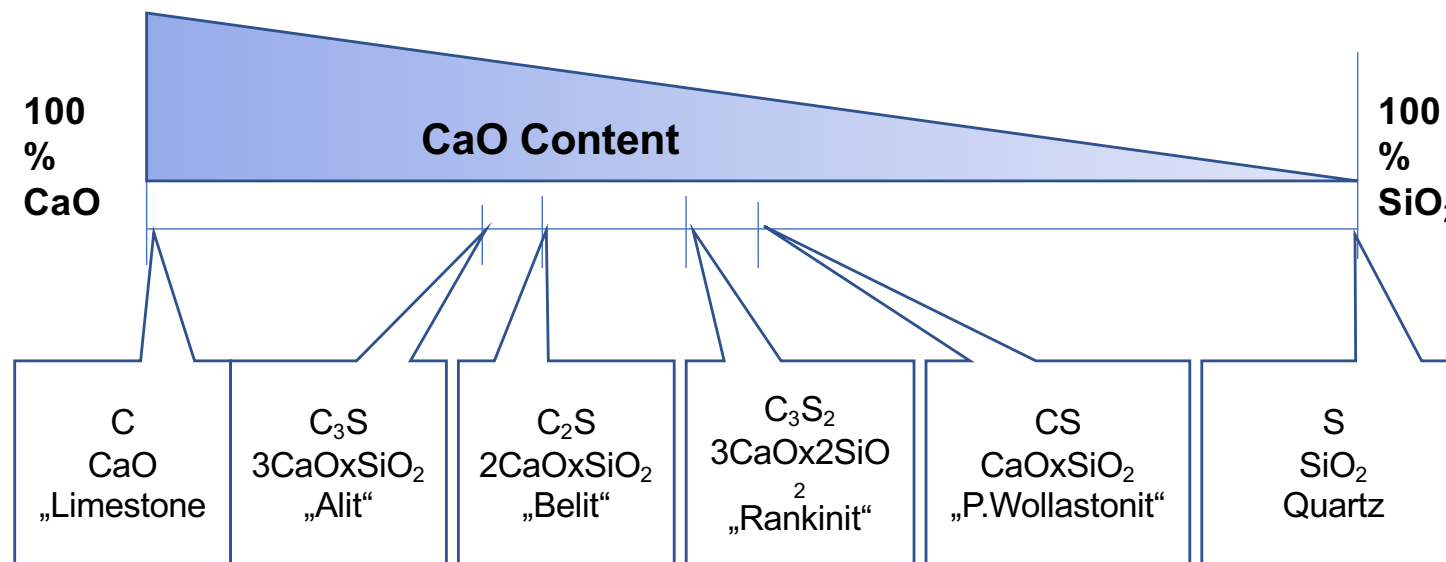 100
%
CaO
CaO Content
100
%
SiO₂
C
CaO
„Limestone
C₃S
3CaOxSiO₂
„Alit“
C₂S
2CaOxSiO₂
„Belit“
C₃S₂
3CaOx2SiO
2
„Rankinit“
CS
CaOxSiO₂
„P.Wollastonit“
S
SiO₂
Quartz